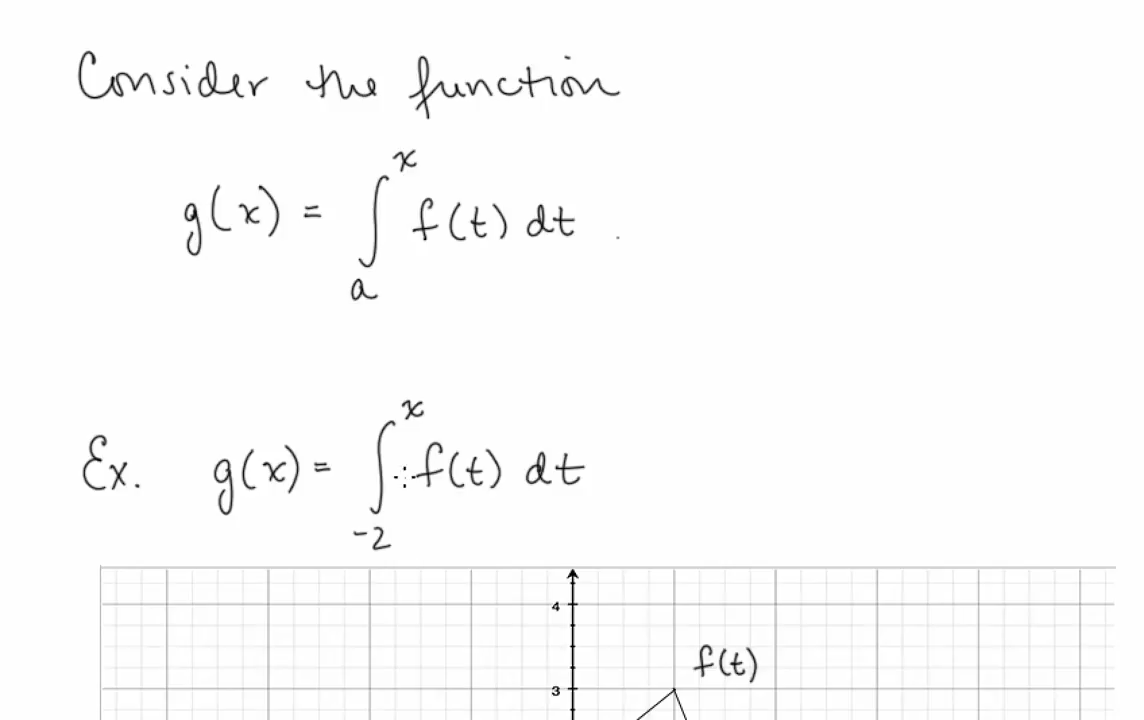 Consider the function
g(x) = ∫_a^x f(t) dt .
Ex. g(x) = ∫_{-2}^x f(t) dt
4
f(t)
3